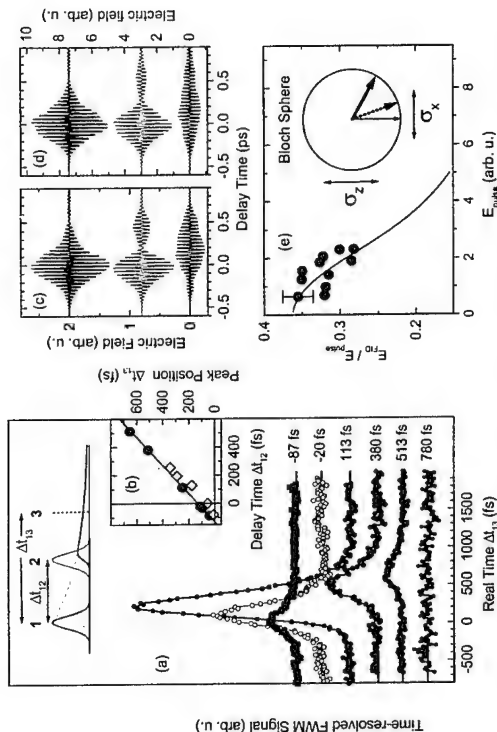 1
2
3
Δt13
Δt12
(a)
(b)
Peak Position Δt13 (fs)
600
400
200
0
0
200
400
Delay Time Δt12 (fs)
-87 fs
-20 fs
113 fs
380 fs
513 fs
780 fs
-500
0
500
1000
1500
Real Time Δt13 (fs)
Time-resolved FWM Signal (arb. u.)
(c)
(d)
Electric Field (arb. u.)
2
1
0
Electric field (arb. u.)
10
8
6
4
2
0
-0.5
0.0
0.5
-0.5
0.0
0.5
Delay Time (ps)
(e)
Bloch Sphere
σz
σx
EFID / Epulse
0.4
0.3
0.2
0
2
4
6
8
Epulse (arb. u.)